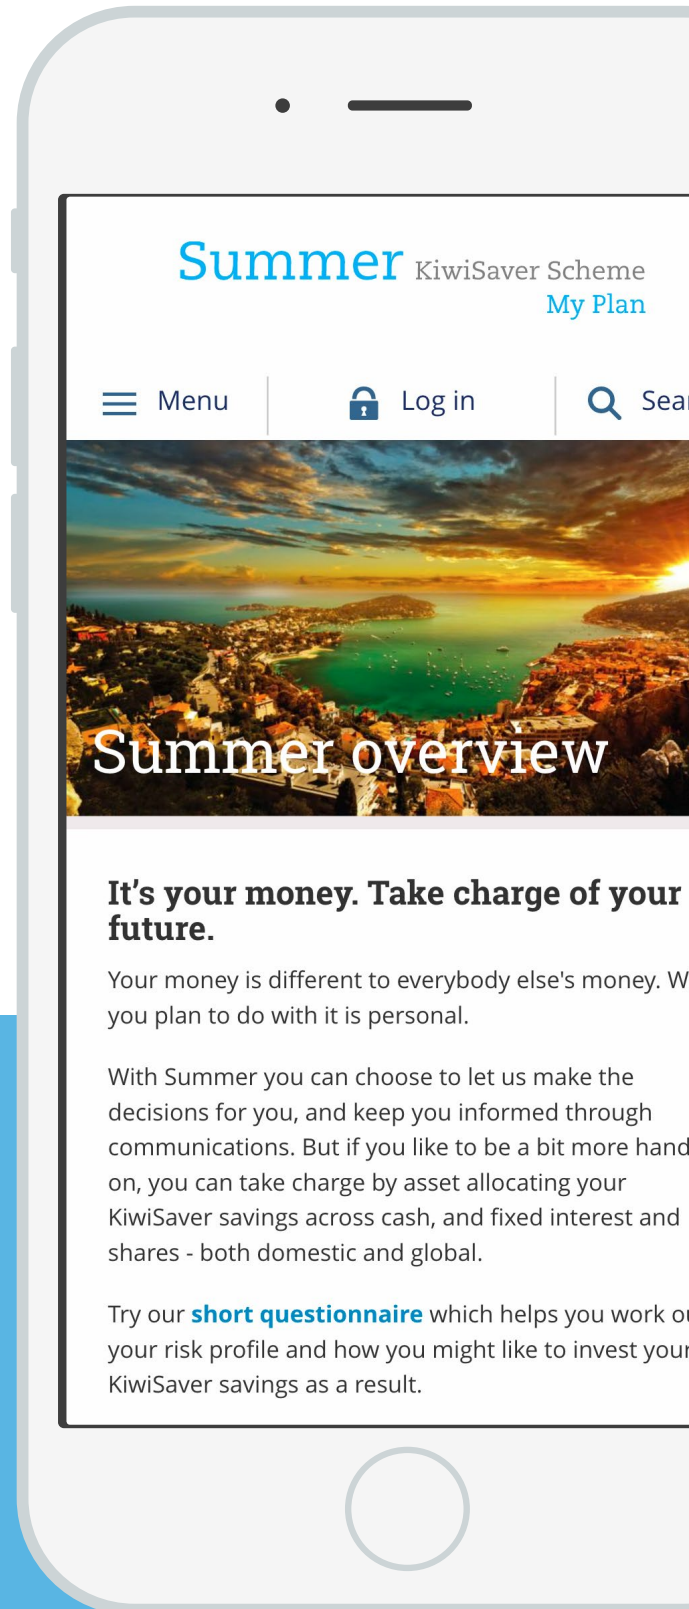 Summer KiwiSaver Scheme
My Plan
Menu
Log in
Summer overview
It’s your money. Take charge of your
future.
Your money is different to everybody else's money.
you plan to do with it is personal.
With Summer you can choose to let us make the
decisions for you, and keep you informed through
communications. But if you like to be a bit more hand
on, you can take charge by asset allocating your
KiwiSaver savings across cash, and fixed interest and
shares - both domestic and global.
Try our short questionnaire which helps you work
your risk profile and how you might like to invest your
KiwiSaver savings as a result.